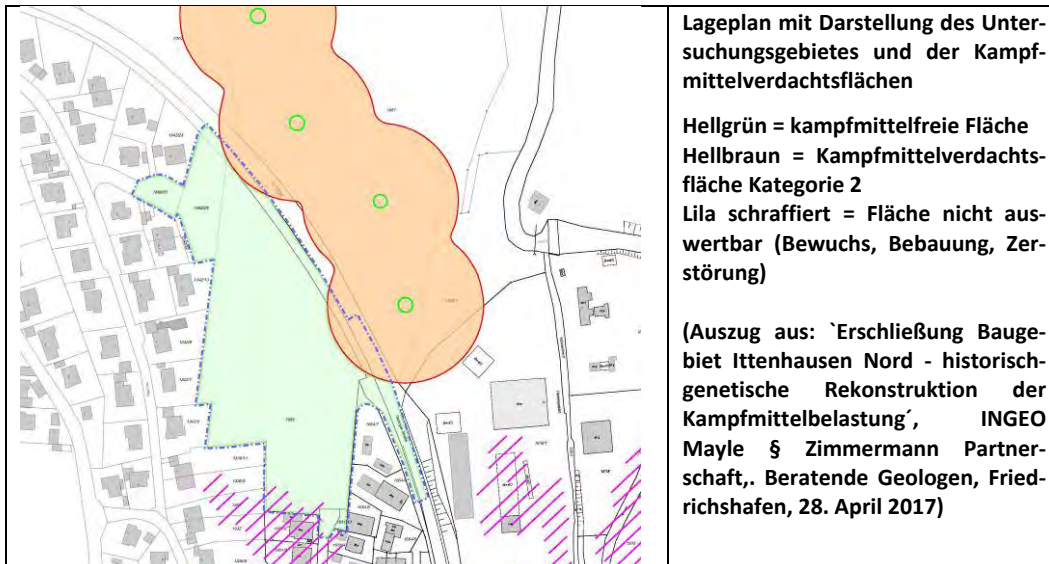 Lageplan mit Darstellung des Unter-
suchungsgebietes und der Kampf-
mittelverdachtsflächen
Hellgrün = kampfmittelfreie Fläche
Hellbraun = Kampfmittelverdachts-
fläche Kategorie 2
Lila schraffiert = Fläche nicht aus-
wertbar (Bewuchs, Bebauung, Zer-
störung)
(Auszug aus: `Erschließung Bauge-
biet Ittenhausen Nord - historisch-
genetische Rekonstruktion der
Kampfmittelbelastung´, INGEO
Mayle § Zimmermann Partner-
schaft,. Beratende Geologen, Fried-
richshafen, 28. April 2017)